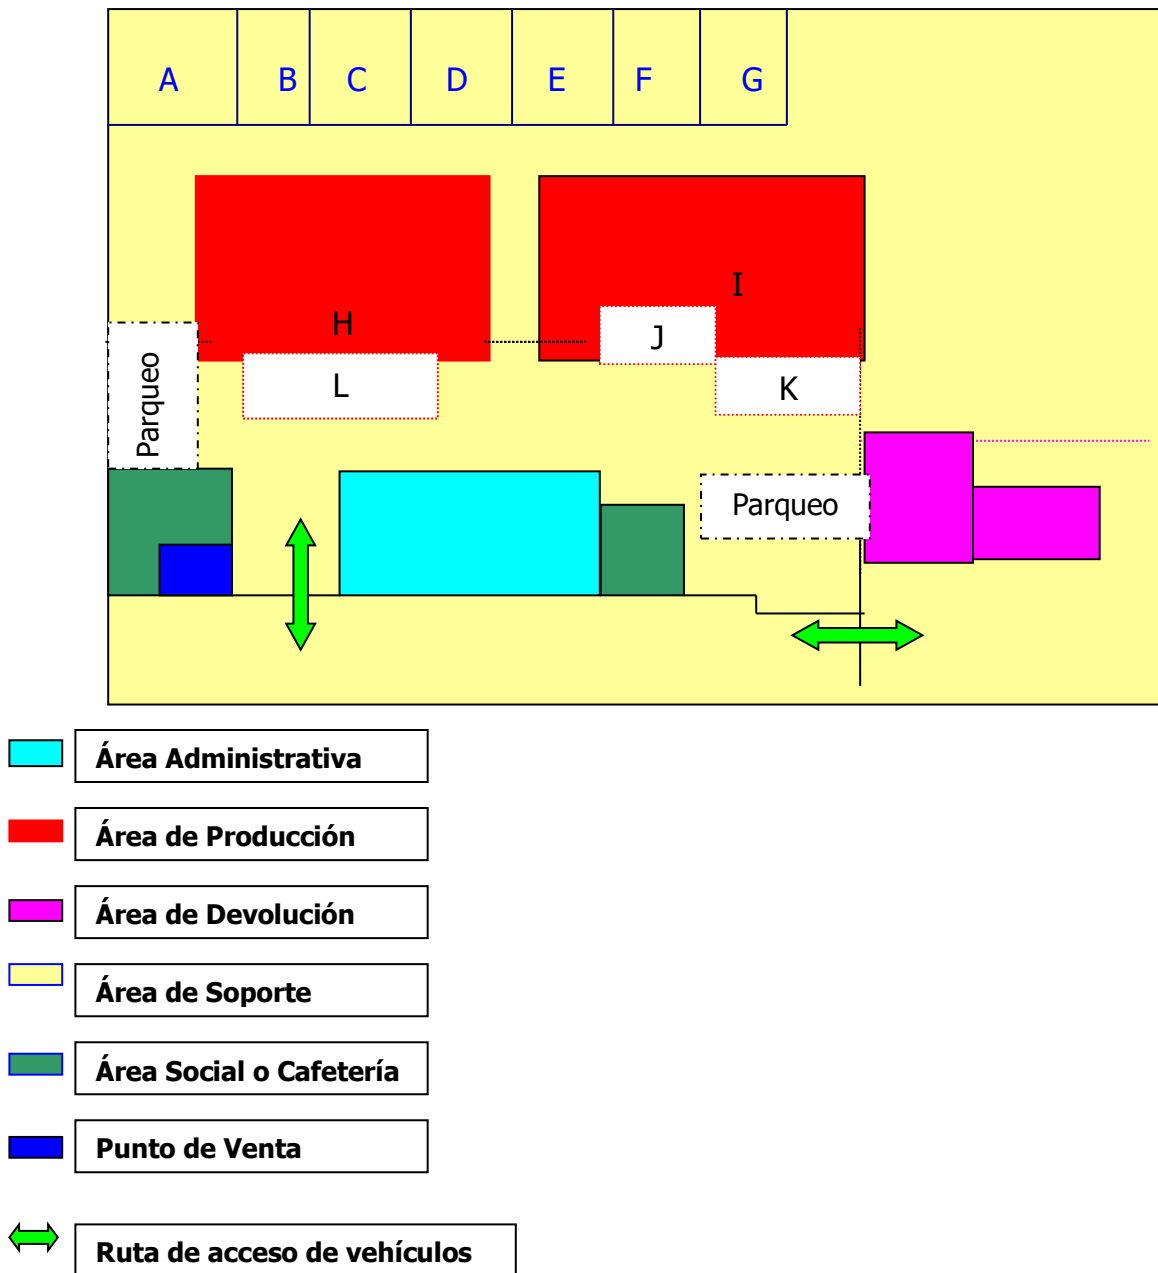 A B C D E F G
I
H
J
L
K
Parqueo
Parqueo
Área Administrativa
Área de Producción
Área de Devolución
Área de Soporte
Área Social o Cafetería
Punto de Venta
Ruta de acceso de vehículos